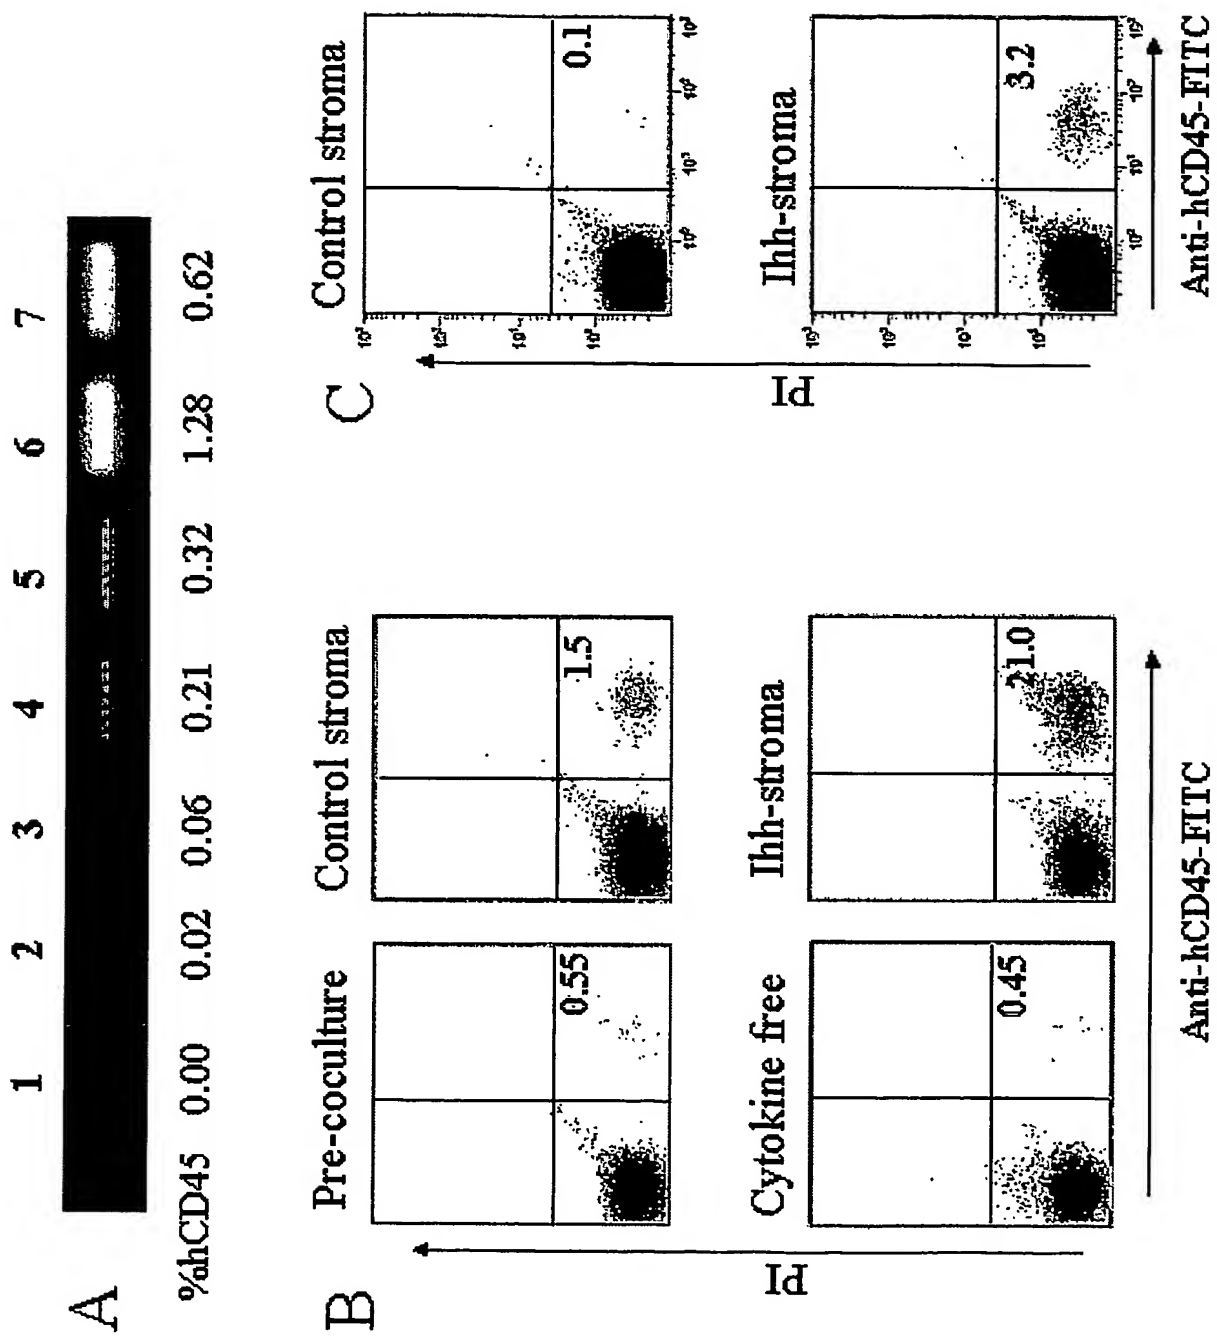 A
1 2 3 4 5 6 7
%hCD45 0.00 0.02 0.06 0.21 0.32 1.28 0.62
B
Pre-coculture
0.55
Control stroma
1.5
Cytokine free
0.45
Ihh-stroma
21.0
PI
Anti-hCD45-FITC
C
Control stroma
0.1
Ihh-stroma
3.2
PI
Anti-hCD45-FITC